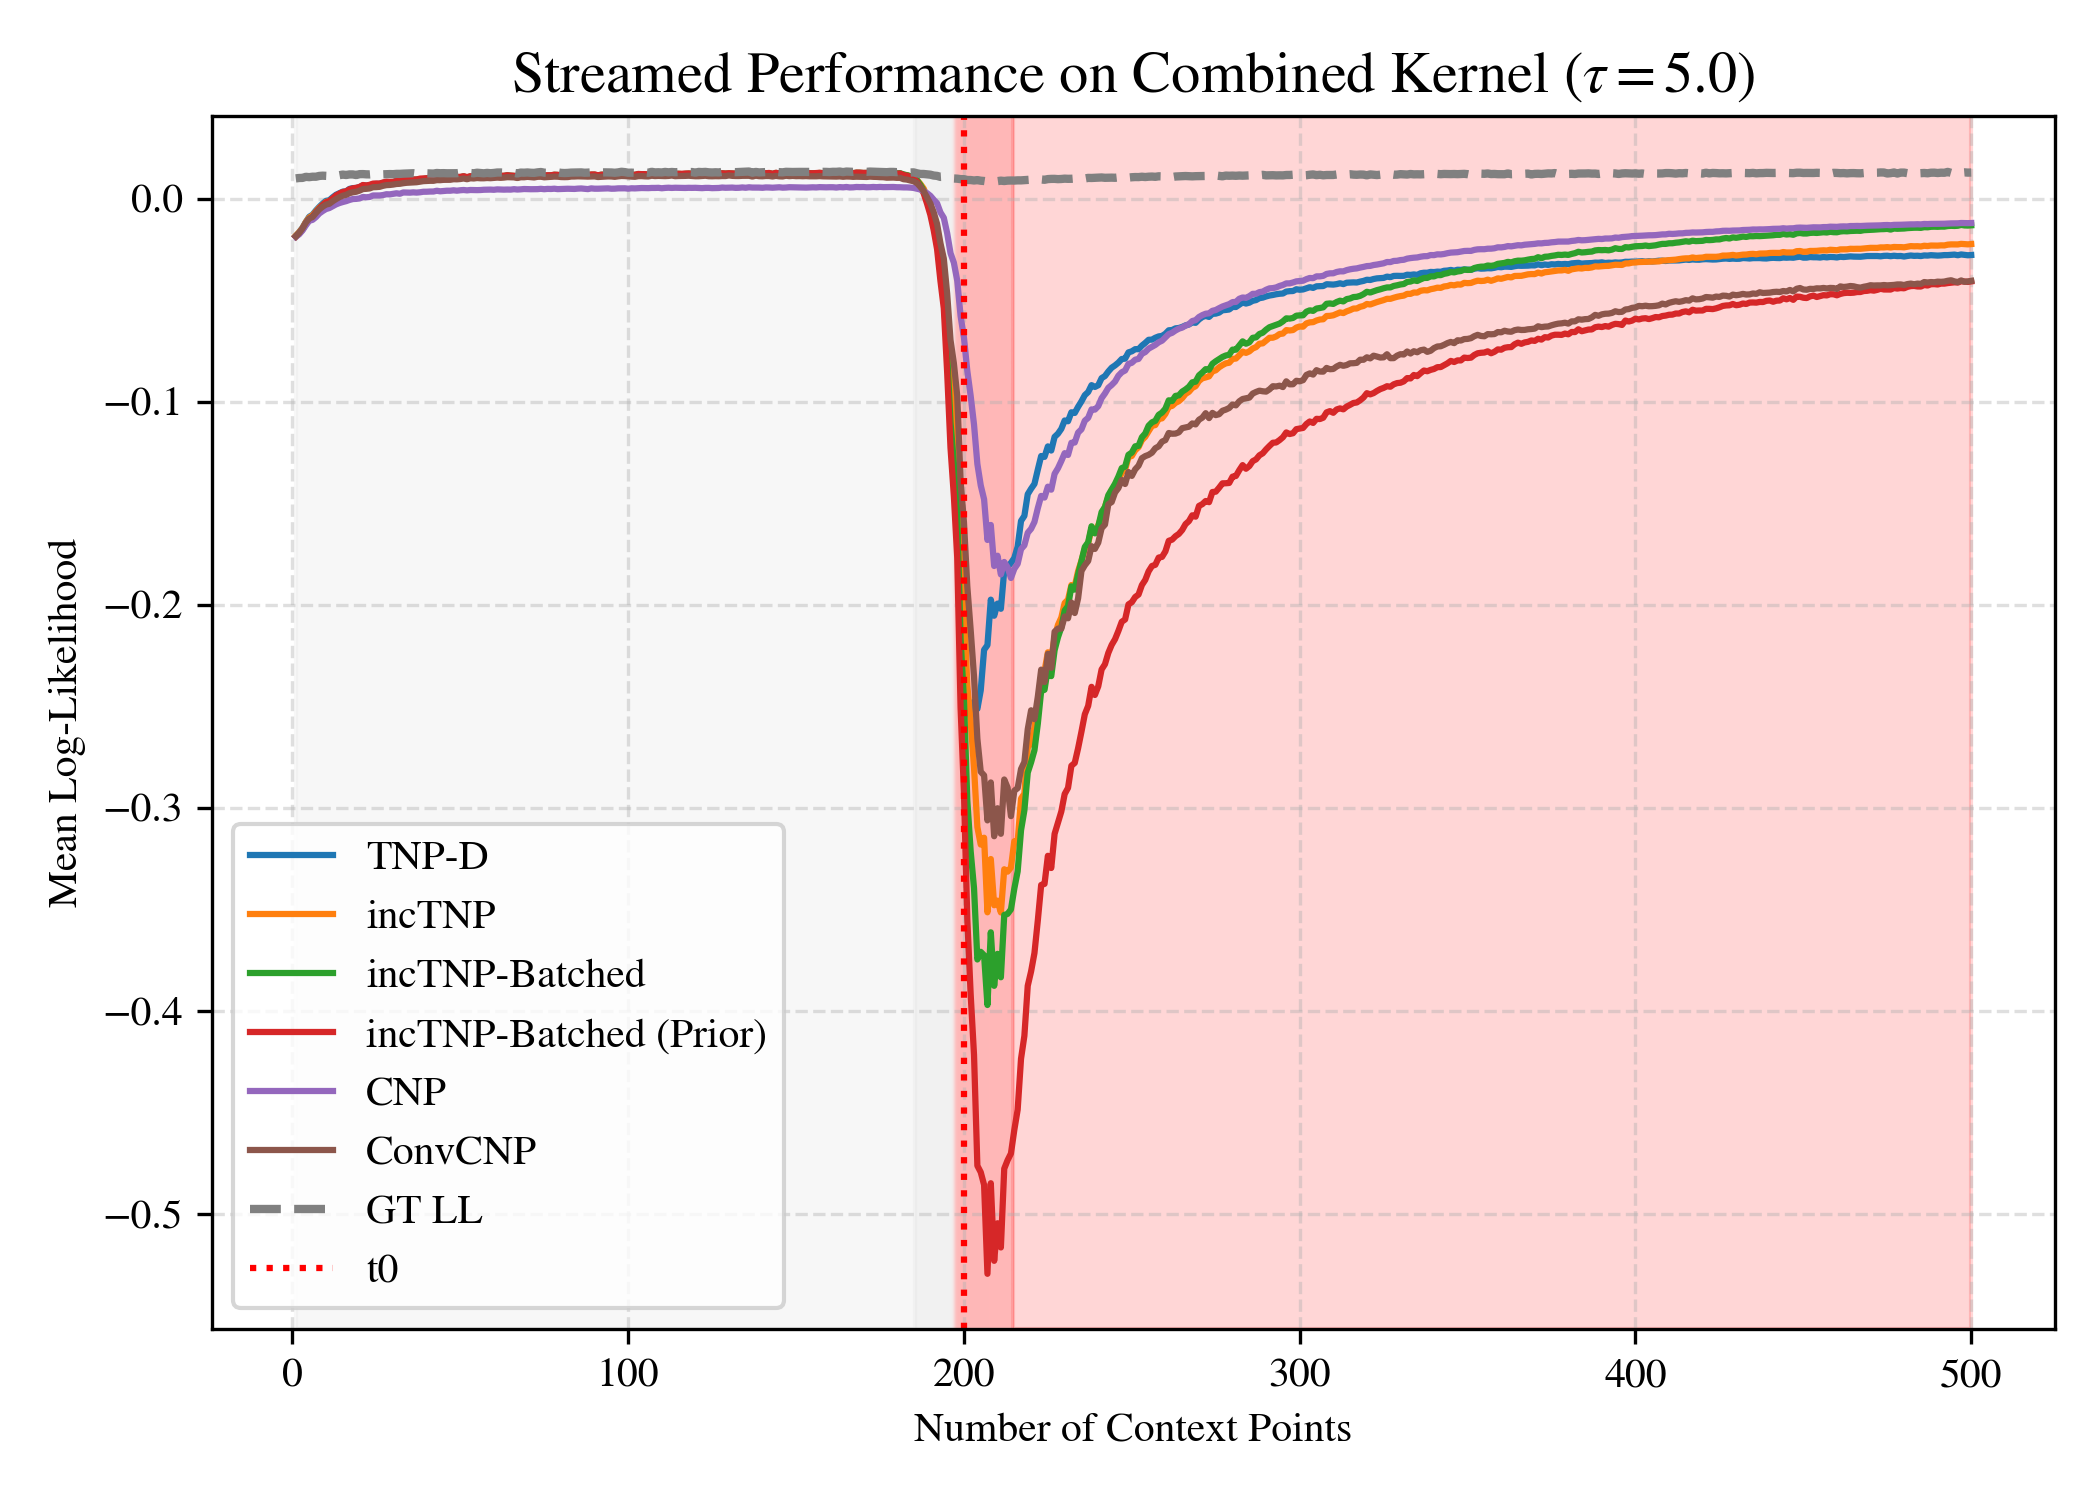 Streamed Performance on Combined Kernel (τ = 5.0)
Mean Log-Likelihood
0.0
−0.1
−0.2
−0.3
−0.4
−0.5
TNP-D
incTNP
incTNP-Batched
incTNP-Batched (Prior)
CNP
ConvCNP
GT LL
t0
0 100 200 300 400 500
Number of Context Points